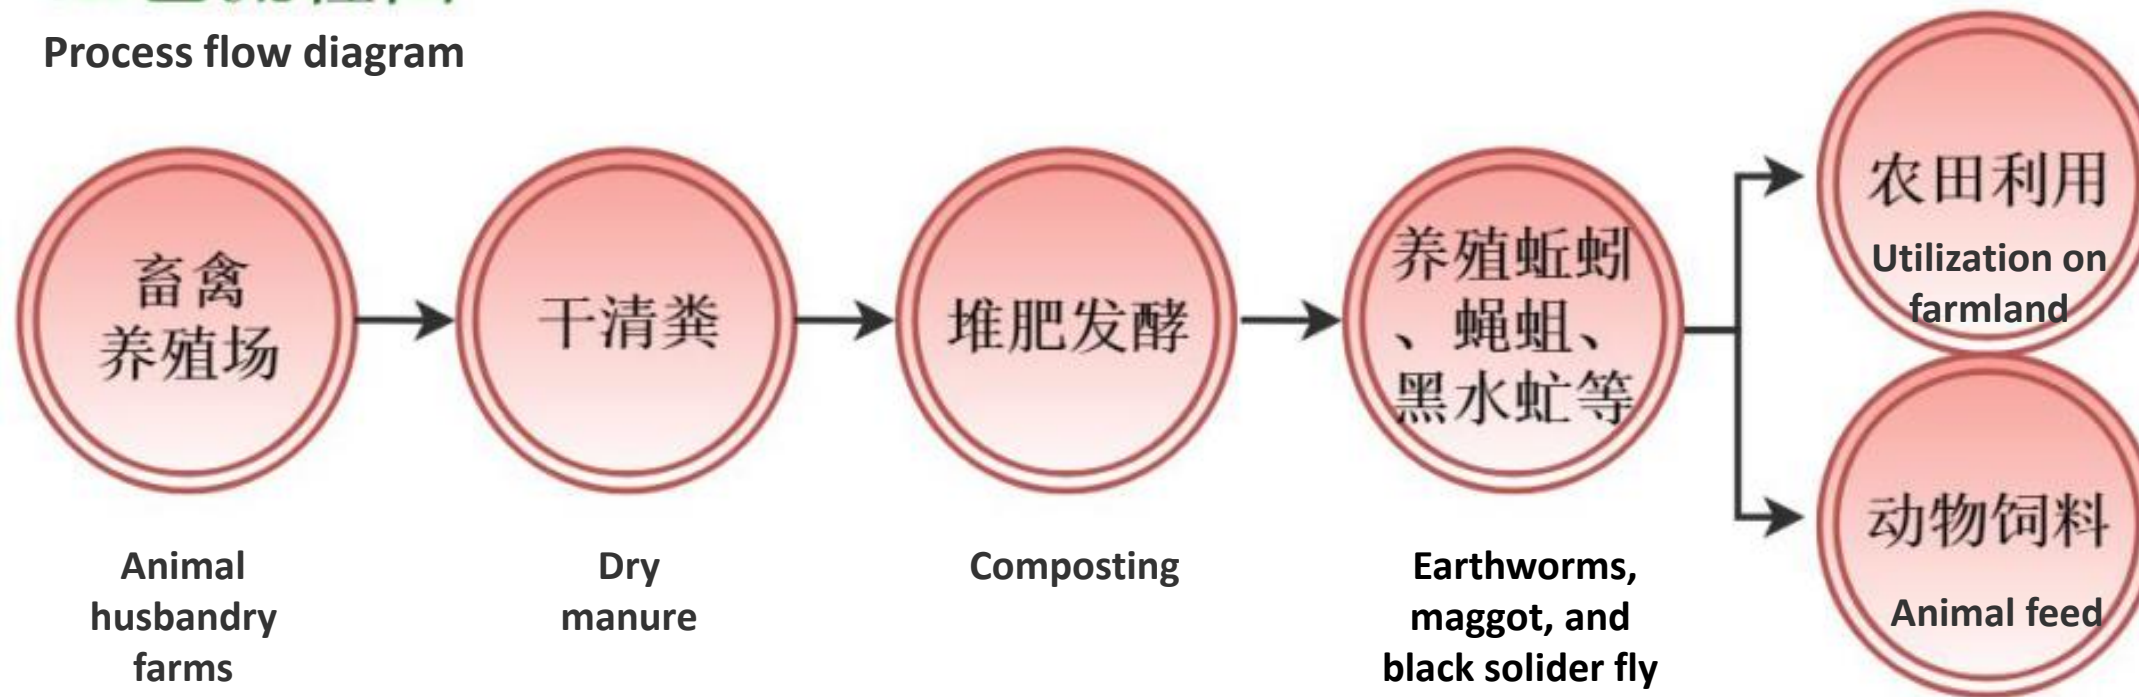 Process flow diagram
畜禽
养殖场
Animal
husbandry
farms
干清粪
Dry
manure
堆肥发酵
Composting
养殖蚯蚓
、蝇蛆、
黑水虻等
Earthworms,
maggot, and
black solider fly
农田利用
Utilization on
farmland
动物饲料
Animal feed